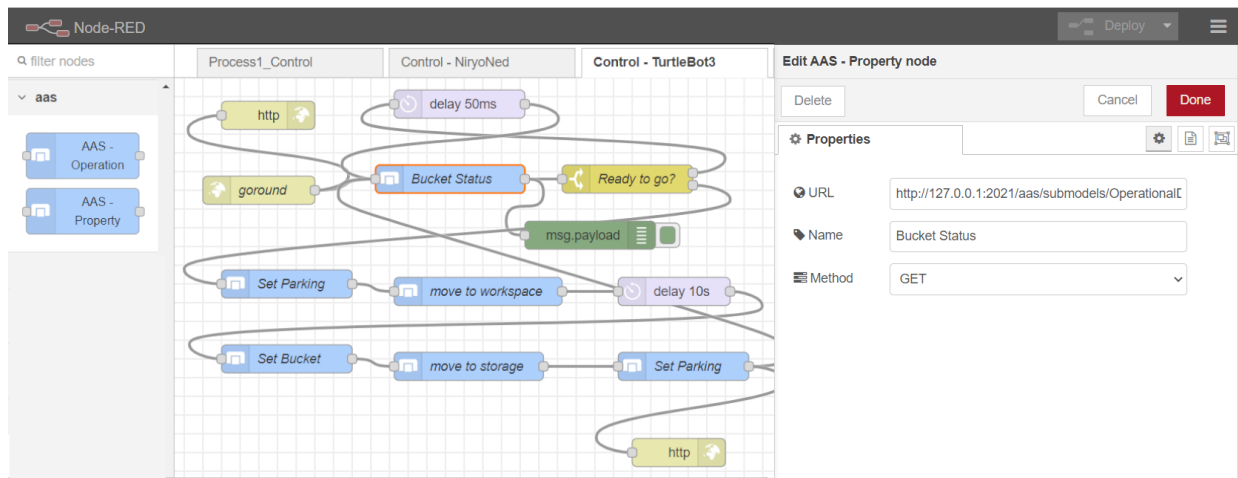 Node-RED
Deploy
filter nodes
Process1_Control
Control - NiryoNed
Control - TurtleBot3
Edit AAS - Property node
aas
AAS -
Operation
AAS -
Property
http
delay 50ms
goround
Bucket Status
Ready to go?
msg.payload
Set Parking
move to workspace
delay 10s
Set Bucket
move to storage
Set Parking
http
Delete
Cancel
Done
Properties
URL
http://127.0.0.1:2021/aas/submodels/OperationalD
Name
Bucket Status
Method
GET